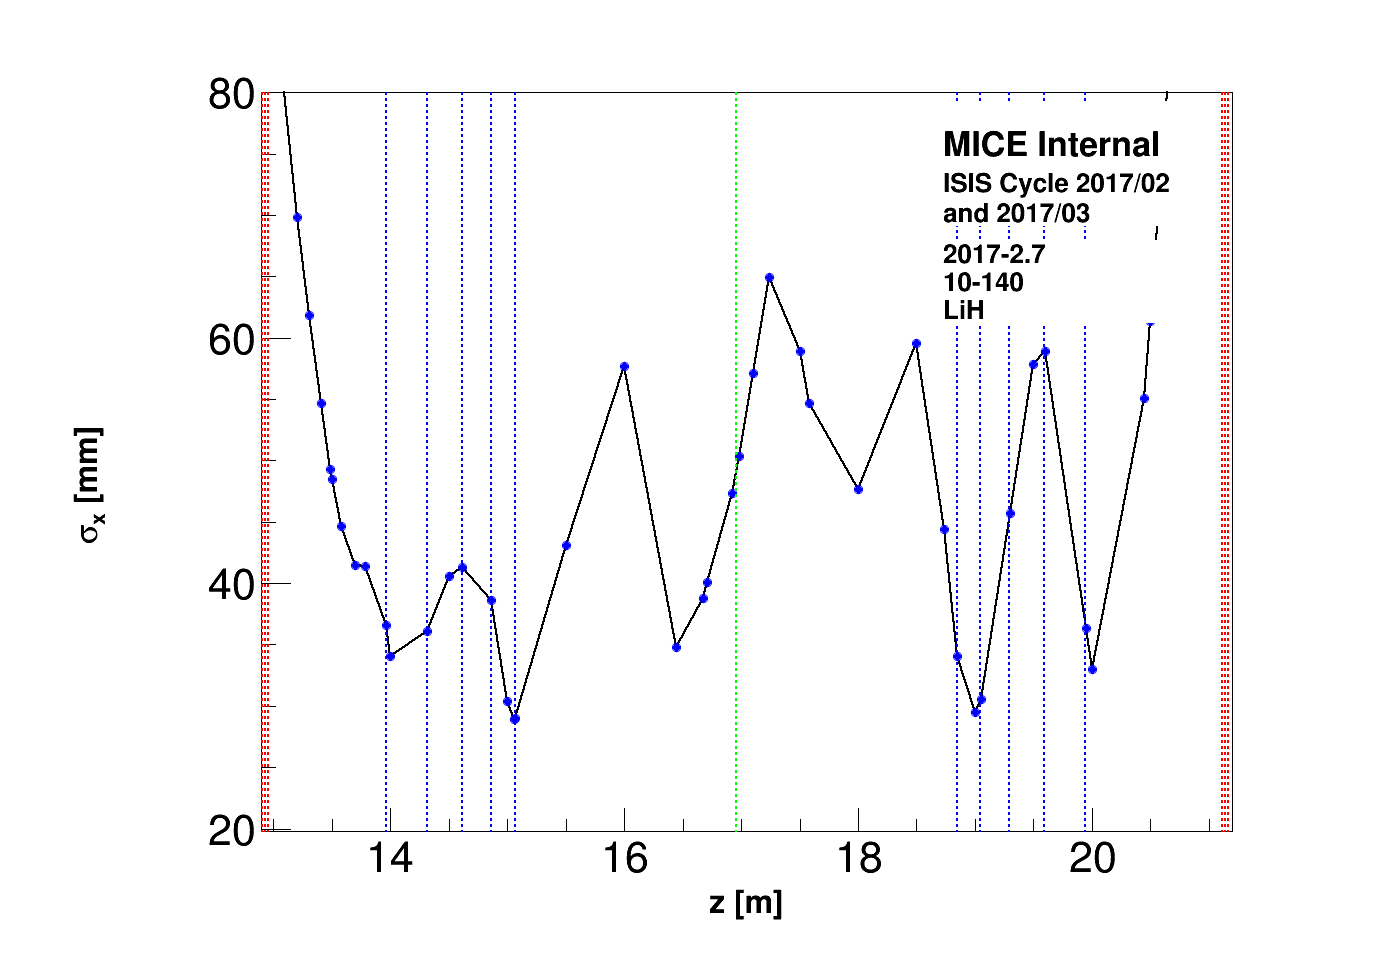 80
60
40
20
σx [mm]
MICE Internal
ISIS Cycle 2017/02
and 2017/03
2017-2.7
10-140
LiH
14 16 18 20
z [m]